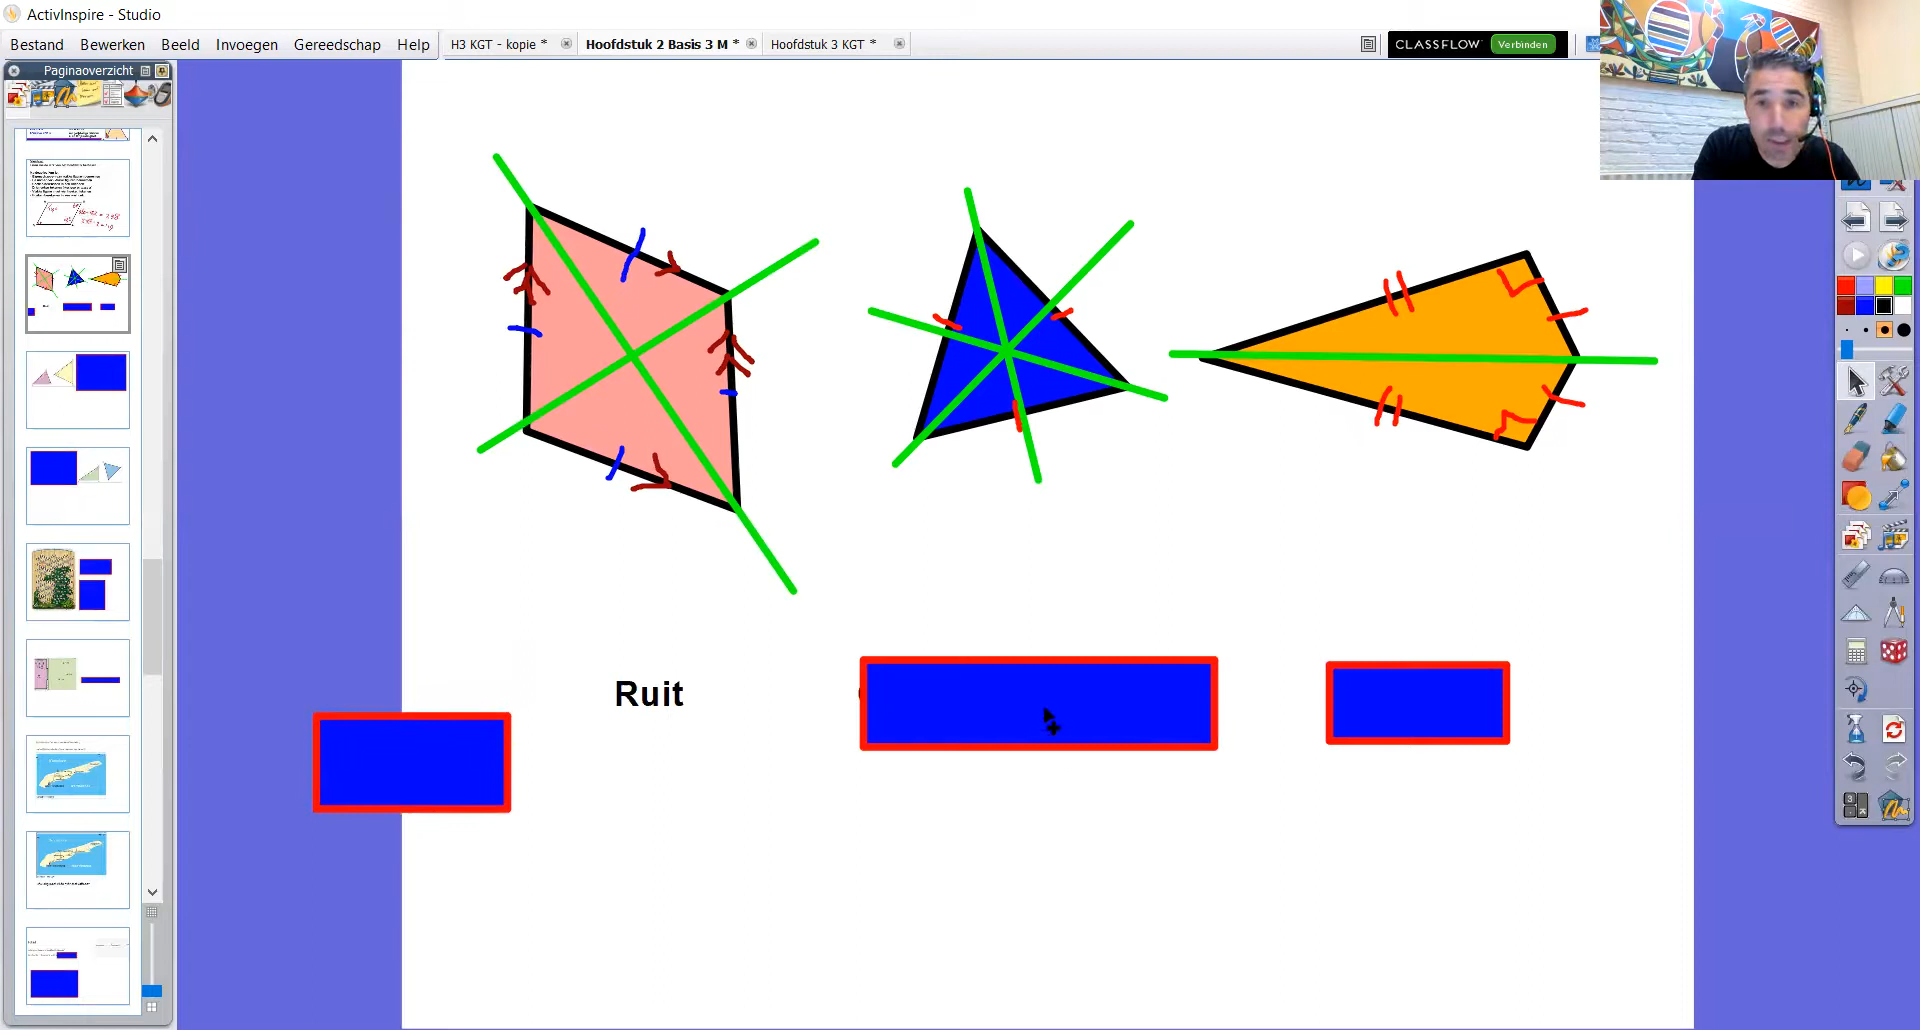 ActivInspire - Studio
Bestand Bewerken Beeld Invoegen Gereedschap Help
H3 KGT - kopie * Hoofdstuk 2 Basis 3 M * Hoofdstuk 3 KGT *
CLASSFLOW Verbinden
Paginaoverzicht
Ruit